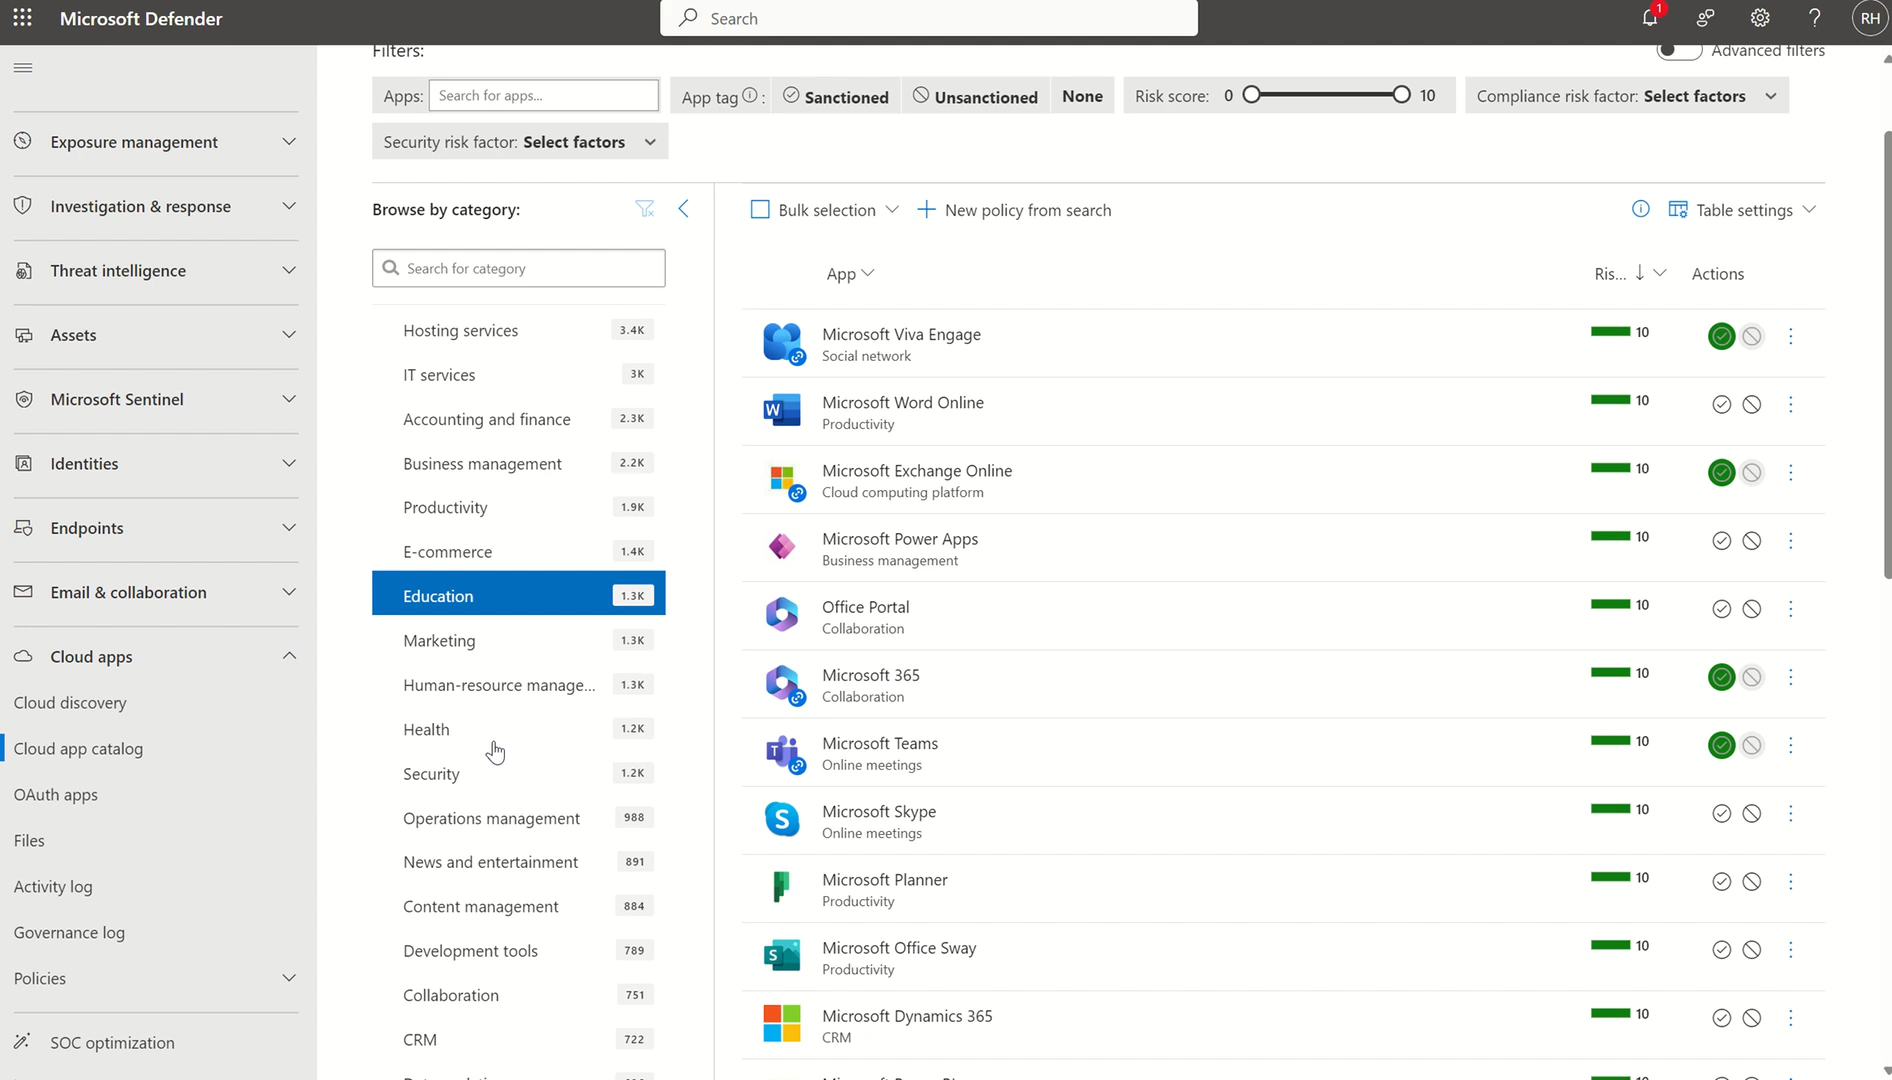 Microsoft Defender
Search
1
RH
Filters:
Advanced filters
Apps: Search for apps...
App tag : Sanctioned Unsanctioned None
Risk score: 0 10
Compliance risk factor: Select factors
Security risk factor: Select factors
Exposure management
Investigation & response
Threat intelligence
Assets
Microsoft Sentinel
Identities
Endpoints
Email & collaboration
Cloud apps
Cloud discovery
Cloud app catalog
OAuth apps
Files
Activity log
Governance log
Policies
SOC optimization
Browse by category:
Search for category
Hosting services 3.4K
IT services 3K
Accounting and finance 2.3K
Business management 2.2K
Productivity 1.9K
E-commerce 1.4K
Education 1.3K
Marketing 1.3K
Human-resource manage... 1.3K
Health 1.2K
Security 1.2K
Operations management 988
News and entertainment 891
Content management 884
Development tools 789
Collaboration 751
CRM 722
Bulk selection
New policy from search
Table settings
App Ris... Actions
Microsoft Viva Engage 10
Social network
Microsoft Word Online 10
Productivity
Microsoft Exchange Online 10
Cloud computing platform
Microsoft Power Apps 10
Business management
Office Portal 10
Collaboration
Microsoft 365 10
Collaboration
Microsoft Teams 10
Online meetings
Microsoft Skype 10
Online meetings
Microsoft Planner 10
Productivity
Microsoft Office Sway 10
Productivity
Microsoft Dynamics 365 10
CRM